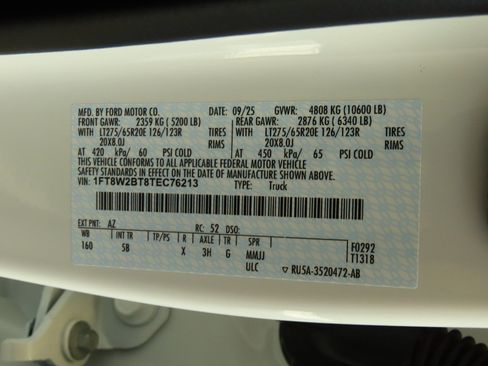 MFD. BY FORD MOTOR CO. DATE: 09/25 GVWR: 4808 KG (10600 LB)
FRONT GAWR: 2359 KG (5200 LB) REAR GAWR: 2876 KG (6340 LB)
WITH LT275/65R20E 126/123R TIRES WITH LT275/65R20E 126/123R TIRES
20X8.0J RIMS 20X8.0J RIMS
AT 420 kPa/ 60 PSI COLD AT 450 kPa/ 65 PSI COLD
THIS VEHICLE CONFORMS TO ALL APPLICABLE FEDERAL MOTOR VEHICLE
SAFETY STANDARDS IN EFFECT ON THE DATE OF MANUFACTURE SHOWN ABOVE.
VIN: 1FT8W2BT8TEC76213 TYPE: Truck
EXT PNT: AZ RC: 52 DSO:
WB INT TR TP/PS R AXLE TR SPR F0292
160 5B X 3H G MMJJ T1318
ULC ▽ RU5A-3520472-AB